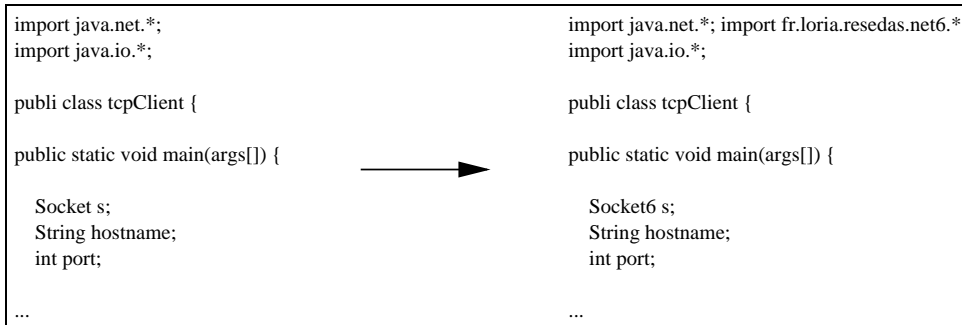 import java.net.*;
import java.io.*;
publi class tcpClient {
public static void main(args[]) {
Socket s;
String hostname;
int port;
...
import java.net.*; import fr.loria.resedas.net6.*
import java.io.*;
publi class tcpClient {
public static void main(args[]) {
Socket6 s;
String hostname;
int port;
...